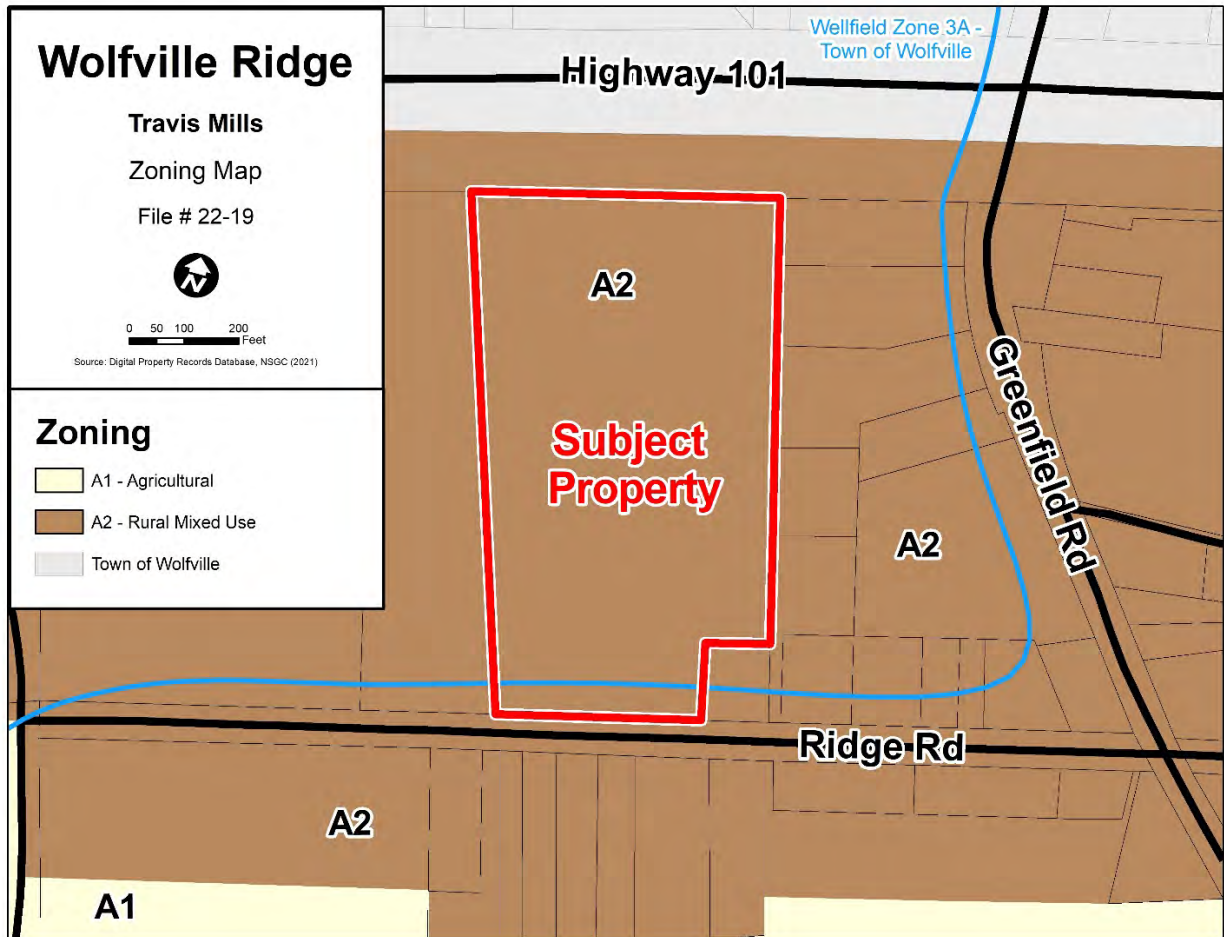 Wolfville Ridge
Travis Mills
Zoning Map
File # 22-19
N
0 50 100 200
Feet
Source: Digital Property Records Database, NSGC (2021)
Zoning
A1 - Agricultural
A2 - Rural Mixed Use
Town of Wolfville
Wellfield Zone 3A -
Town of Wolfville
Highway 101
A2
Subject
Property
Greenfield Rd
A2
Ridge Rd
A2
A1